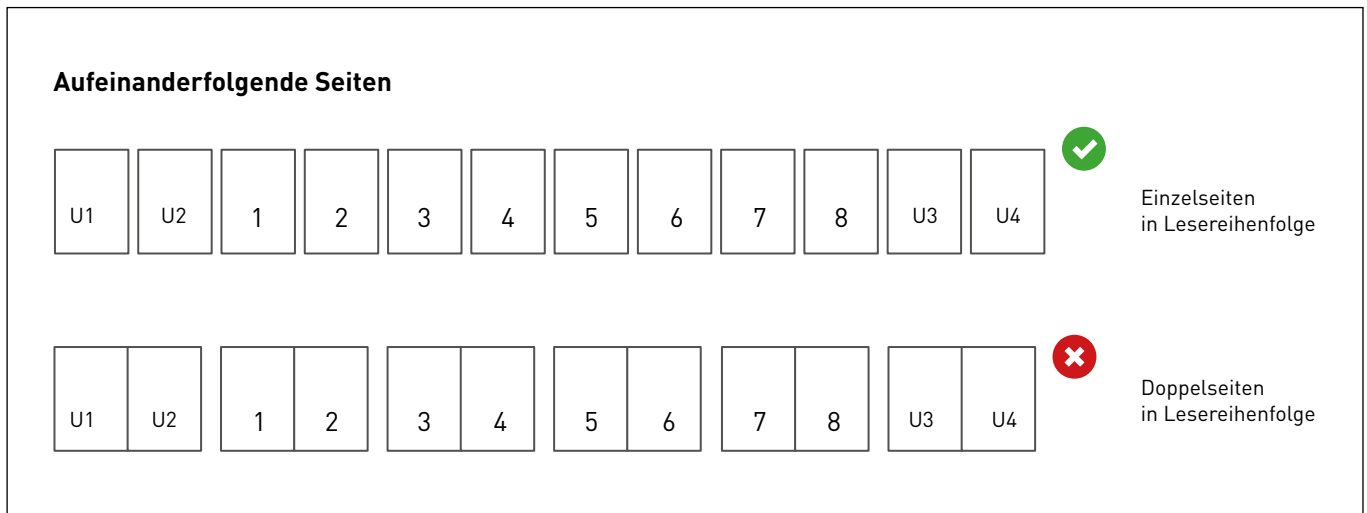 Aufeinanderfolgende Seiten
U1 U2 1 2 3 4 5 6 7 8 U3 U4
Einzelseiten
in Lesereihenfolge
U1 U2 1 2 3 4 5 6 7 8 U3 U4
Doppelseiten
in Lesereihenfolge